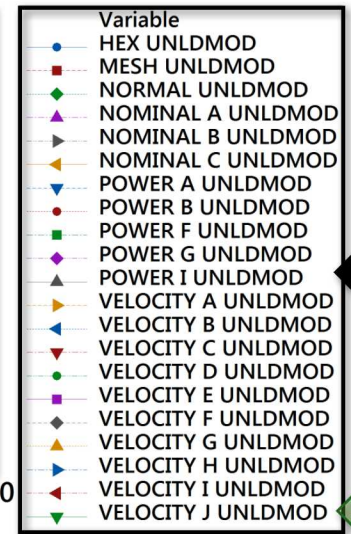 Variable
HEX UNLDMOD
MESH UNLDMOD
NORMAL UNLDMOD
NOMINAL A UNLDMOD
NOMINAL B UNLDMOD
NOMINAL C UNLDMOD
POWER A UNLDMOD
POWER B UNLDMOD
POWER F UNLDMOD
POWER G UNLDMOD
POWER I UNLDMOD
VELOCITY A UNLDMOD
VELOCITY B UNLDMOD
VELOCITY C UNLDMOD
VELOCITY D UNLDMOD
VELOCITY E UNLDMOD
VELOCITY F UNLDMOD
VELOCITY G UNLDMOD
VELOCITY H UNLDMOD
0 VELOCITY I UNLDMOD
VELOCITY J UNLDMOD